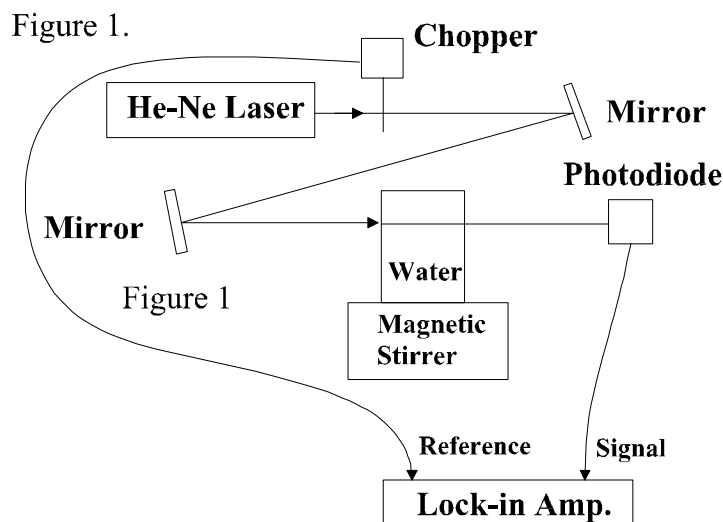 Figure 1.
Chopper
He-Ne Laser
Mirror
Photodiode
Mirror
Water
Figure 1
Magnetic
Stirrer
Reference
Signal
Lock-in Amp.